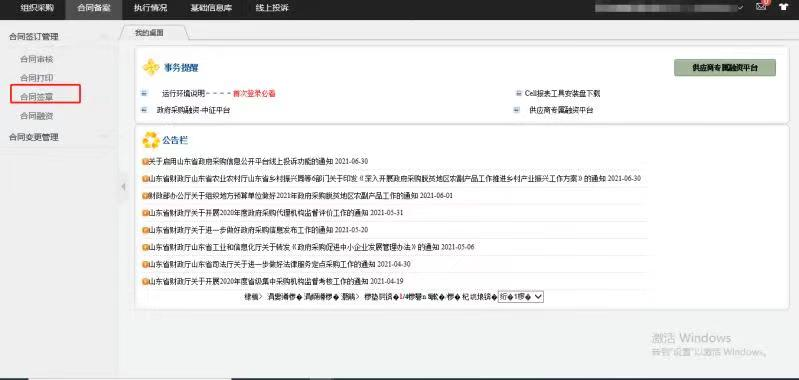 组织采购 合同备案 执行情况 基础信息库 线上投诉
合同签订管理
合同审核
合同打印
合同签章
合同融资
合同变更管理
我的桌面
事务提醒
供应商专属融资平台
运行环境说明----首次登录必看
Cell报表工具安装盘下载
政府采购融资-中征平台
供应商专属融资平台
公告栏
关于启用山东省政府采购信息公开平台线上投诉功能的通知 2021-06-30
山东省财政厅山东省农业农村厅山东省乡村振兴局等6部门关于印发《深入开展政府采购脱贫地区农副产品工作推进乡村产业振兴工作方案》的通知 2021-06-30
财政部办公厅关于组织地方预算单位做好2021年政府采购脱贫地区农副产品工作的通知 2021-06-01
山东省财政厅关于开展2020年度政府采购代理机构监督评价工作的通知 2021-05-31
山东省财政厅关于进一步做好政府采购信息发布工作的通知 2021-05-20
山东省财政厅山东省工业和信息化厅关于转发《政府采购促进中小企业发展管理办法》的通知 2021-05-06
山东省财政厅山东省司法厅关于进一步做好法律服务定点采购工作的通知 2021-04-30
山东省财政厅关于开展2020年度省级集中采购机构监督考核工作的通知 2021-04-19
激活 Windows
转到"设置"以激活 Windows。